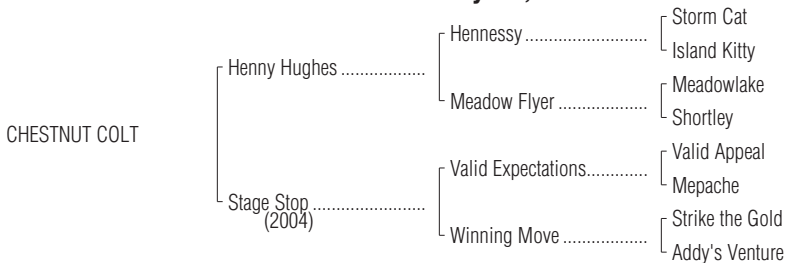 Storm Cat
Hennessy
Island Kitty
Henny Hughes
Meadowlake
Meadow Flyer
Shortley
CHESTNUT COLT
Valid Appeal
Valid Expectations
Mepache
Stage Stop
(2004)
Strike the Gold
Winning Move
Addy's Venture